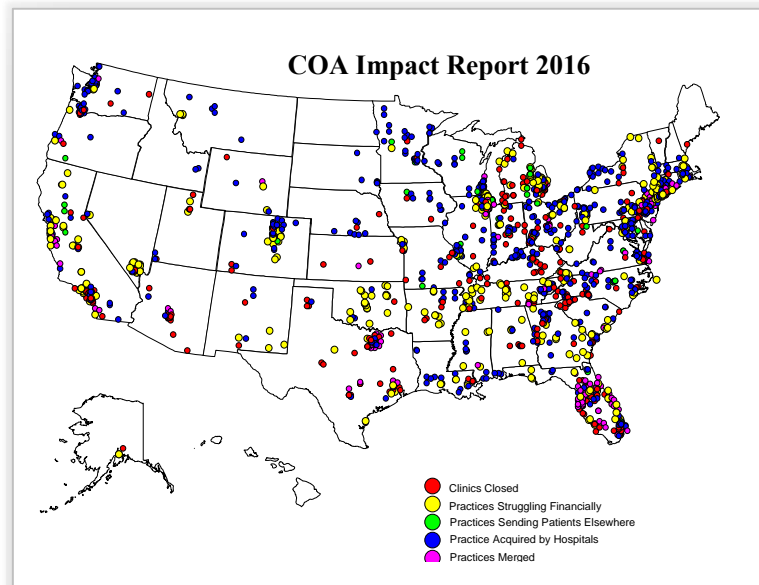 COA Impact Report 2016
Clinics Closed
Practices Struggling Financially
Practices Sending Patients Elsewhere
Practice Acquired by Hospitals
Practices Merged